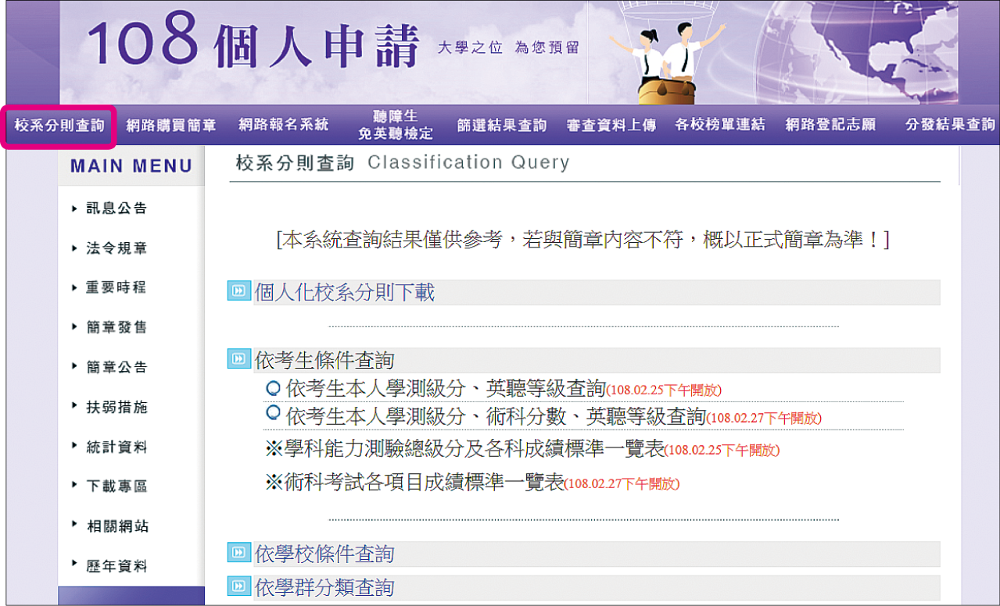 108個人申請 大學之位 為您預留
校系分則查詢 網路購買簡章 網路報名系統 聽障生 免英聽檢定 篩選結果查詢 審查資料上傳 各校榜單連結 網路登記志願 分發結果查詢
MAIN MENU
訊息公告
法令規章
重要時程
簡章發售
簡章公告
扶弱措施
統計資料
下載專區
相關網站
歷年資料
校系分則查詢 Classification Query
[本系統查詢結果僅供參考，若與簡章內容不符，概以正式簡章為準！]
個人化校系分則下載
依考生條件查詢
依考生本人學測級分、英聽等級查詢(108.02.25下午開放)
依考生本人學測級分、術科分數、英聽等級查詢(108.02.27下午開放)
※學科能力測驗總級分及各科成績標準一覽表(108.02.25下午開放)
※術科考試各項目成績標準一覽表(108.02.27下午開放)
依學校條件查詢
依學群分類查詢